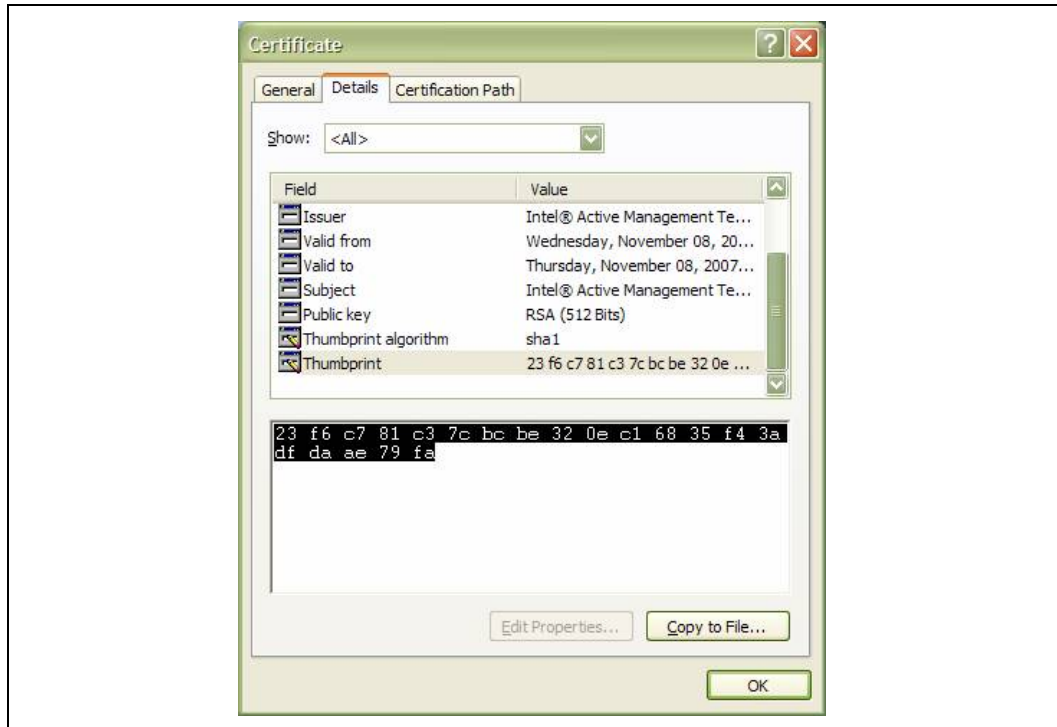 Certificate
General Details Certification Path
Show: <All>
Field Value
Issuer Intel® Active Management Te...
Valid from Wednesday, November 08, 20...
Valid to Thursday, November 08, 2007...
Subject Intel® Active Management Te...
Public key RSA (512 Bits)
Thumbprint algorithm sha1
Thumbprint 23 f6 c7 81 c3 7c bc be 32 0e ...
23 f6 c7 81 c3 7c bc be 32 0e c1 68 35 f4 3a
df da ae 79 fa
Edit Properties... Copy to File...
OK